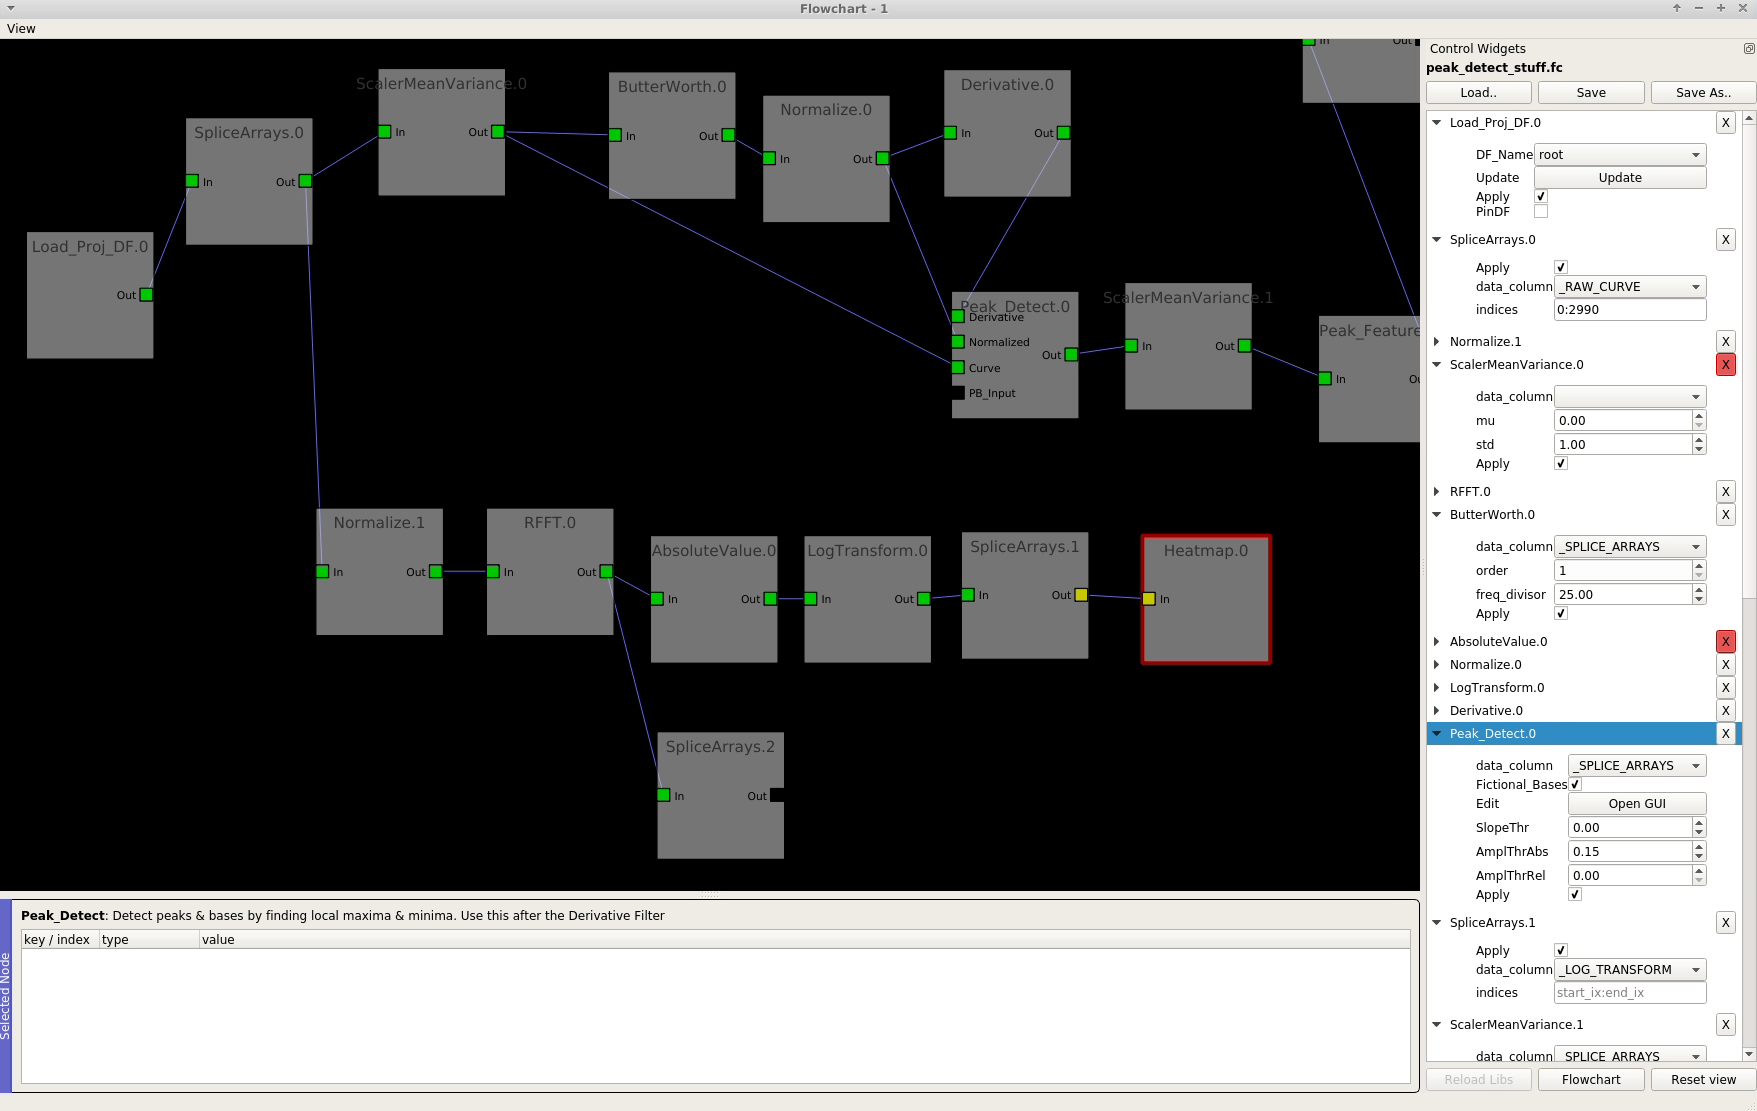 Flowchart - 1
View
ScalerMeanVariance.0
In
Out
ButterWorth.0
In
Out
Normalize.0
In
Out
Derivative.0
In
Out
In
Out
SpliceArrays.0
In
Out
Load_Proj_DF.0
Out
Peak_Detect.0
Derivative
Normalized
Curve
PB_Input
Out
ScalerMeanVariance.1
In
Out
Peak_Feature
In
Normalize.1
In
Out
RFFT.0
In
Out
AbsoluteValue.0
In
Out
LogTransform.0
In
Out
SpliceArrays.1
In
Out
Heatmap.0
In
SpliceArrays.2
In
Out
Selected Node
Peak_Detect: Detect peaks & bases by finding local maxima & minima. Use this after the Derivative Filter
key / index type value
Control Widgets
peak_detect_stuff.fc
Load.. Save Save As..
Load_Proj_DF.0 X
DF_Name root
Update Update
Apply
PinDF
SpliceArrays.0 X
Apply
data_column _RAW_CURVE
indices 0:2990
Normalize.1 X
ScalerMeanVariance.0 X
data_column
mu 0.00
std 1.00
Apply
RFFT.0 X
ButterWorth.0 X
data_column _SPLICE_ARRAYS
order 1
freq_divisor 25.00
Apply
AbsoluteValue.0 X
Normalize.0 X
LogTransform.0 X
Derivative.0 X
Peak_Detect.0 X
data_column _SPLICE_ARRAYS
Fictional_Bases
Edit Open GUI
SlopeThr 0.00
AmplThrAbs 0.15
AmplThrRel 0.00
Apply
SpliceArrays.1 X
Apply
data_column _LOG_TRANSFORM
indices start_ix:end_ix
ScalerMeanVariance.1 X
data_column SPLICE_ARRAYS
Reload Libs Flowchart Reset view